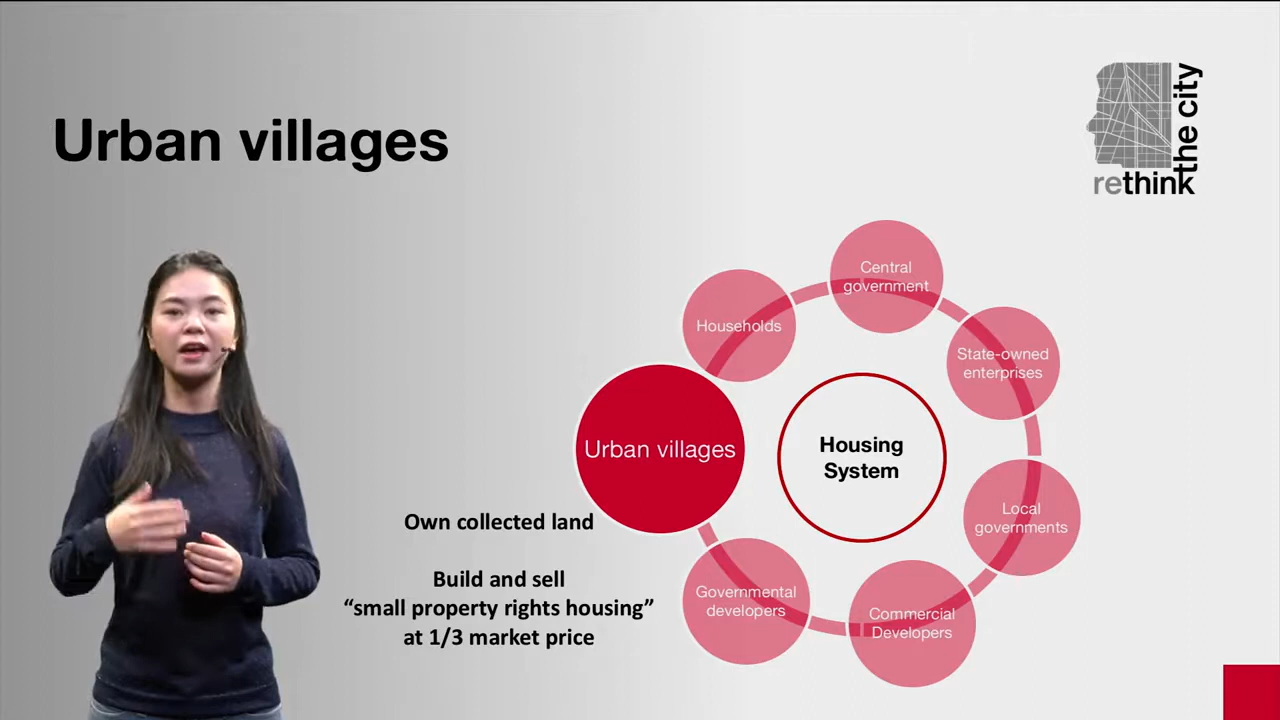 Urban villages
rethink
the city
Central
government
Households
State-owned
enterprises
Urban villages
Housing
System
Local
governments
Own collected land
Build and sell
“small property rights housing”
at 1/3 market price
Governmental
developers
Commercial
Developers